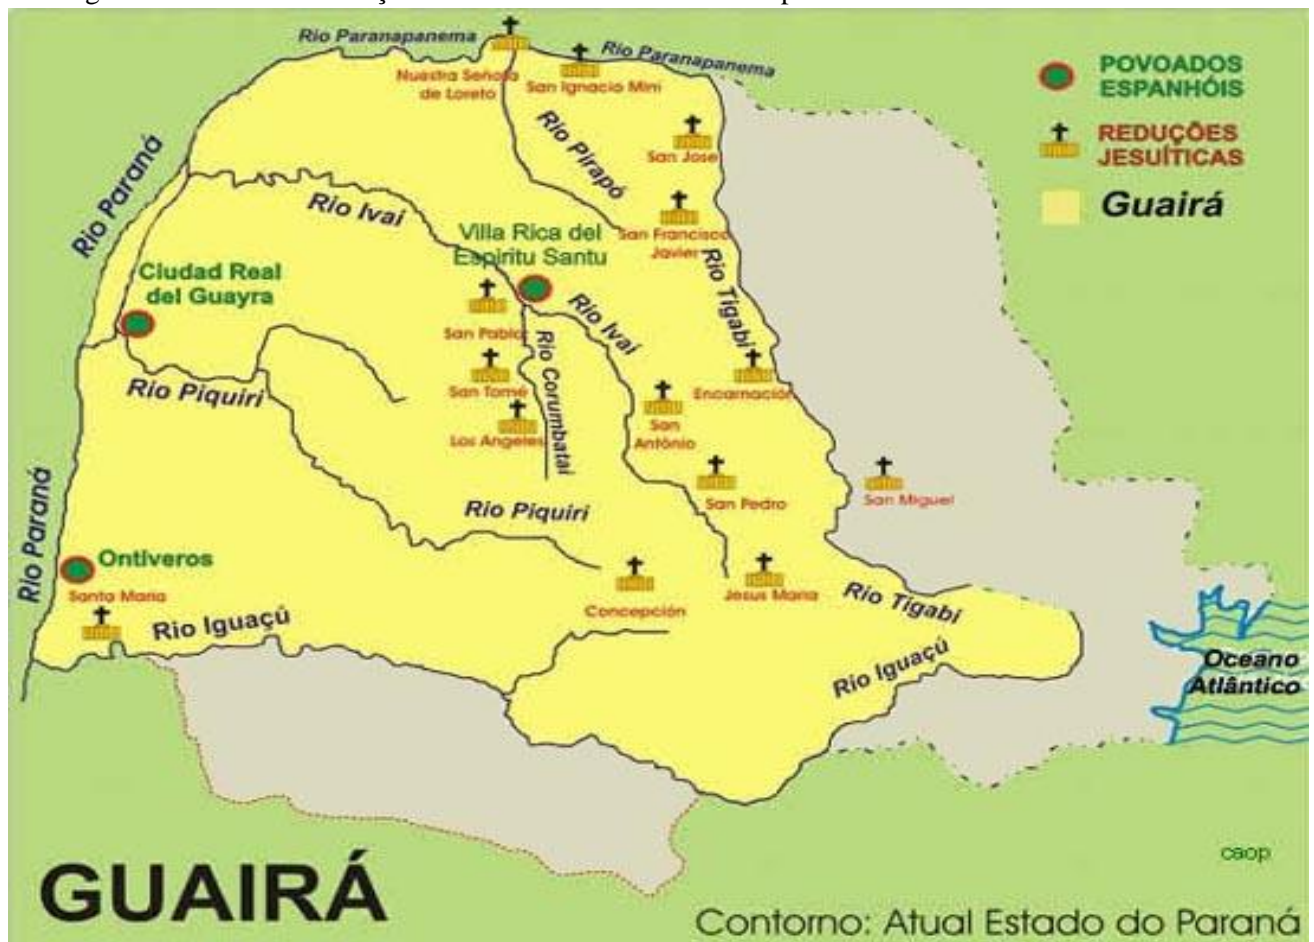 Rio Paranapanema
Rio Paranapanema
Nuestra Señora
de Loreto
San Ignacio Mini
POVOADOS
ESPANHÓIS
REDUÇÕES
JESUÍTICAS
Guairá
Rio Paraná
Rio Pirapó
San Jose
Rio Ivaí
Villa Rica del
Espiritu Santu
San Francisco
Javier
Rio Tigabi
Ciudad Real
del Guayra
San Pablo
Rio Ivaí
Rio Corumbataí
Rio Piquiri
San Tomé
Encarnación
Los Angeles
San
Antônio
San Pedro
San Miguel
Rio Piquiri
Rio Paraná
Ontiveros
Santa Maria
Rio Iguaçú
Concepción
Jesus Maria
Rio Tigabi
Rio Iguaçú
Oceano
Atlântico
caop
GUAIRÁ
Contorno: Atual Estado do Paraná